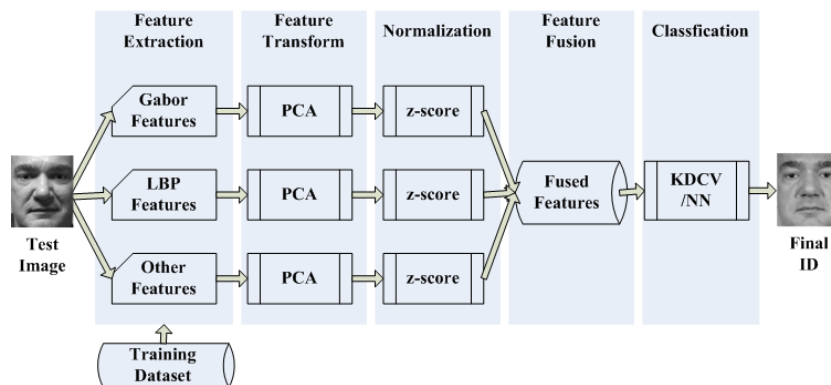 Feature
Extraction
Feature
Transform
Normalization
Feature
Fusion
Classfication
Gabor
Features
PCA
z-score
LBP
Features
PCA
z-score
Fused
Features
KDCV
/NN
Other
Features
PCA
z-score
Test
Image
Final
ID
Training
Dataset